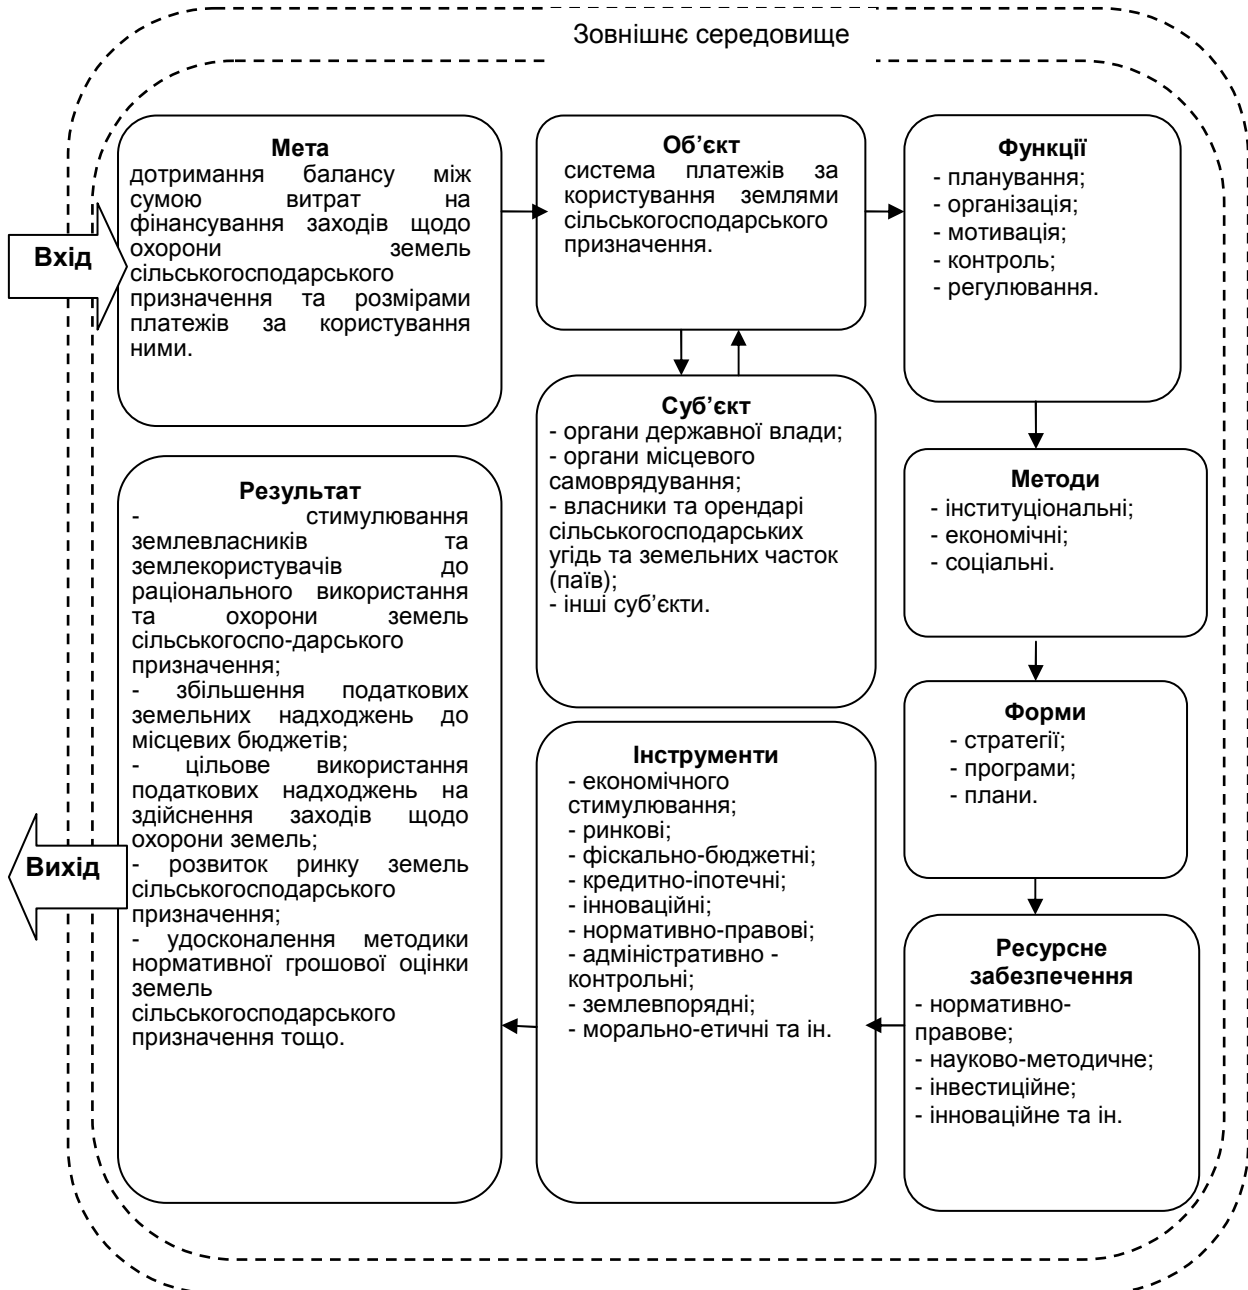 Зовнішнє середовище
Вхід
Мета
дотримання балансу між
сумою витрат на
фінансування заходів щодо
охорони земель
сільськогосподарського
призначення та розмірами
платежів за користування
ними.
Об’єкт
система платежів за
користування землями
сільськогосподарського
призначення.
Функції
- планування;
- організація;
- мотивація;
- контроль;
- регулювання.
Суб’єкт
- органи державної влади;
- органи місцевого
самоврядування;
- власники та орендарі
сільськогосподарських
угідь та земельних часток
(паїв);
- інші суб’єкти.
Методи
- інституціональні;
- економічні;
- соціальні.
Форми
- стратегії;
- програми;
- плани.
Ресурсне
забезпечення
- нормативно-
правове;
- науково-методичне;
- інвестиційне;
- інноваційне та ін.
Інструменти
- економічного
стимулювання;
- ринкові;
- фіскально-бюджетні;
- кредитно-іпотечні;
- інноваційні;
- нормативно-правові;
- адміністративно -
контрольні;
- землевпорядні;
- морально-етичні та ін.
Результат
- стимулювання
землевласників та
землекористувачів до
раціонального використання
та охорони земель
сільськогоспо-дарського
призначення;
- збільшення податкових
земельних надходжень до
місцевих бюджетів;
- цільове використання
податкових надходжень на
здійснення заходів щодо
охорони земель;
- розвиток ринку земель
сільськогосподарського
призначення;
- удосконалення методики
нормативної грошової оцінки
земель
сільськогосподарського
призначення тощо.
Вихід